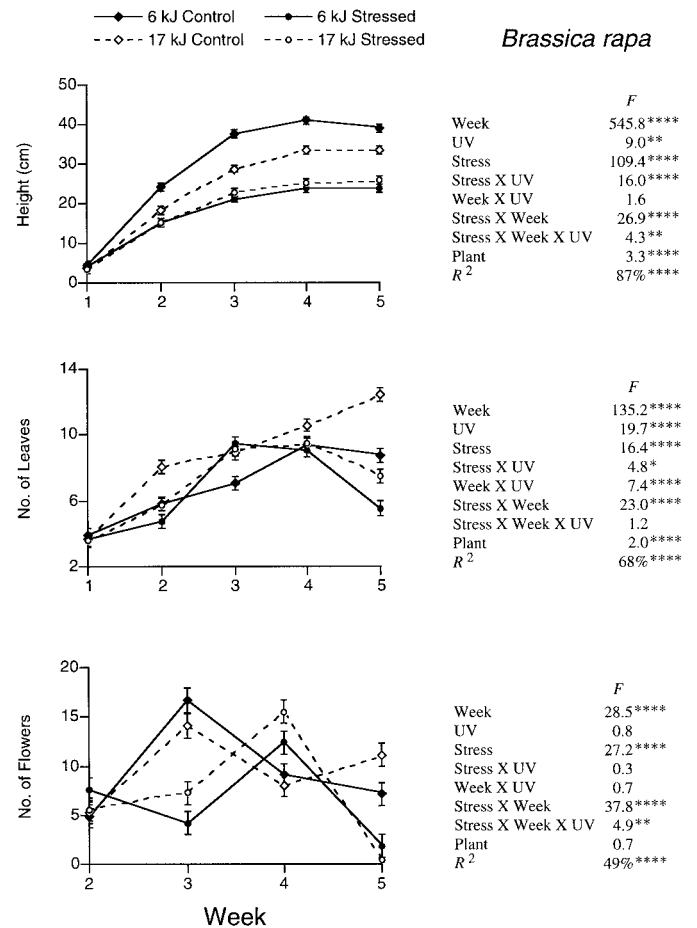 6 kJ Control 6 kJ Stressed
17 kJ Control 17 kJ Stressed
Brassica rapa
Height (cm)
50
40
30
20
10
0
1 2 3 4 5
F
Week 545.8****
UV 9.0**
Stress 109.4****
Stress X UV 16.0****
Week X UV 1.6
Stress X Week 26.9****
Stress X Week X UV 4.3**
Plant 3.3****
R² 87%****
No. of Leaves
14
10
6
2
1 2 3 4 5
F
Week 135.2****
UV 19.7****
Stress 16.4****
Stress X UV 4.8*
Week X UV 7.4****
Stress X Week 23.0****
Stress X Week X UV 1.2
Plant 2.0****
R² 68%****
No. of Flowers
20
15
10
5
0
2 3 4 5
Week
F
Week 28.5****
UV 0.8
Stress 27.2****
Stress X UV 0.3
Week X UV 0.7
Stress X Week 37.8****
Stress X Week X UV 4.9**
Plant 0.7
R² 49%****